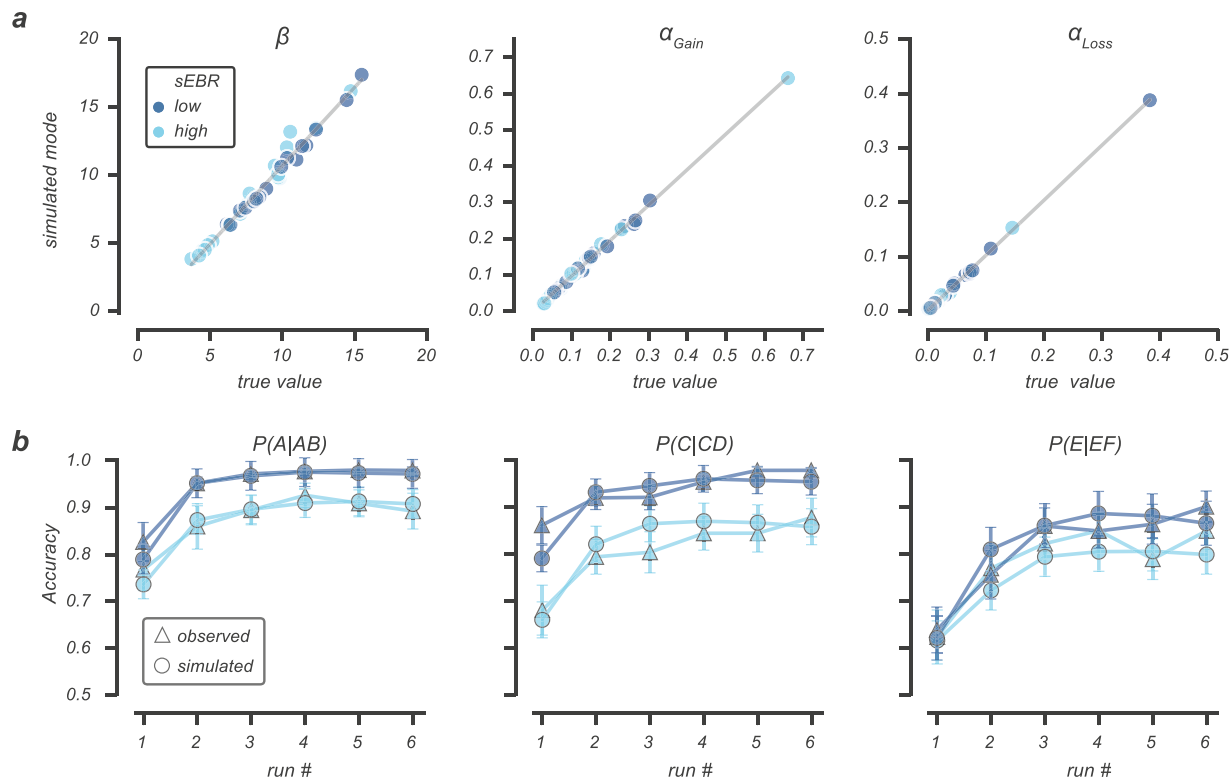 a
β
α Gain
α Loss
simulated mode
20
15
10
5
0
sEBR
low
high
0 5 10 15 20
true value
0.7
0.6
0.5
0.4
0.3
0.2
0.1
0.0
0.0 0.1 0.2 0.3 0.4 0.5 0.6 0.7
true value
0.5
0.4
0.3
0.2
0.1
0.0
0.0 0.1 0.2 0.3 0.4 0.5
true value
b
P(A|AB)
P(C|CD)
P(E|EF)
Accuracy
1.0
0.9
0.8
0.7
0.6
0.5
observed
simulated
1 2 3 4 5 6
run #
1 2 3 4 5 6
run #
1 2 3 4 5 6
run #